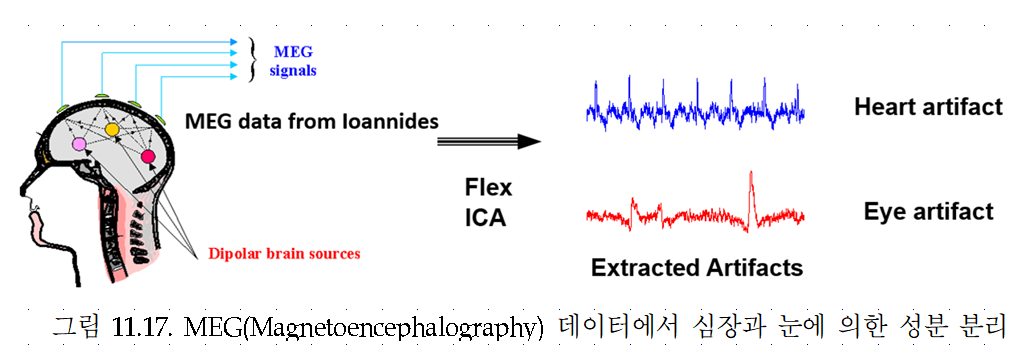 MEG
signals
MEG data from Ioannides
Dipolar brain sources
Flex
ICA
Heart artifact
Eye artifact
Extracted Artifacts
그림 11.17. MEG(Magnetoencephalography) 데이터에서 심장과 눈에 의한 성분 분리